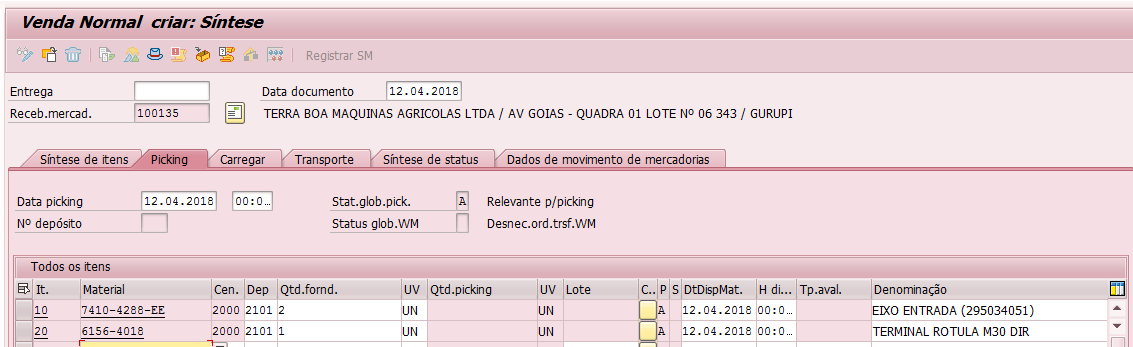 Venda Normal criar: Síntese
Registrar SM
Entrega Data documento 12.04.2018
Receb.mercad. 100135 TERRA BOA MAQUINAS AGRICOLAS LTDA / AV GOIAS - QUADRA 01 LOTE Nº 06 343 / GURUPI
Síntese de itens Picking Carregar Transporte Síntese de status Dados de movimento de mercadorias
Data picking 12.04.2018 00:0… Stat.glob.pick. A Relevante p/picking
Nº depósito Status glob.WM Desnec.ord.trsf.WM
Todos os itens
It. Material Cen. Dep Qtd.fornd. UV Qtd.picking UV Lote C.. P S DtDispMat. H di... Tp.aval. Denominação
10 7410-4288-EE 2000 2101 2 UN UN A 12.04.2018 00:0… EIXO ENTRADA (295034051)
20 6156-4018 2000 2101 1 UN UN A 12.04.2018 00:0… TERMINAL ROTULA M30 DIR